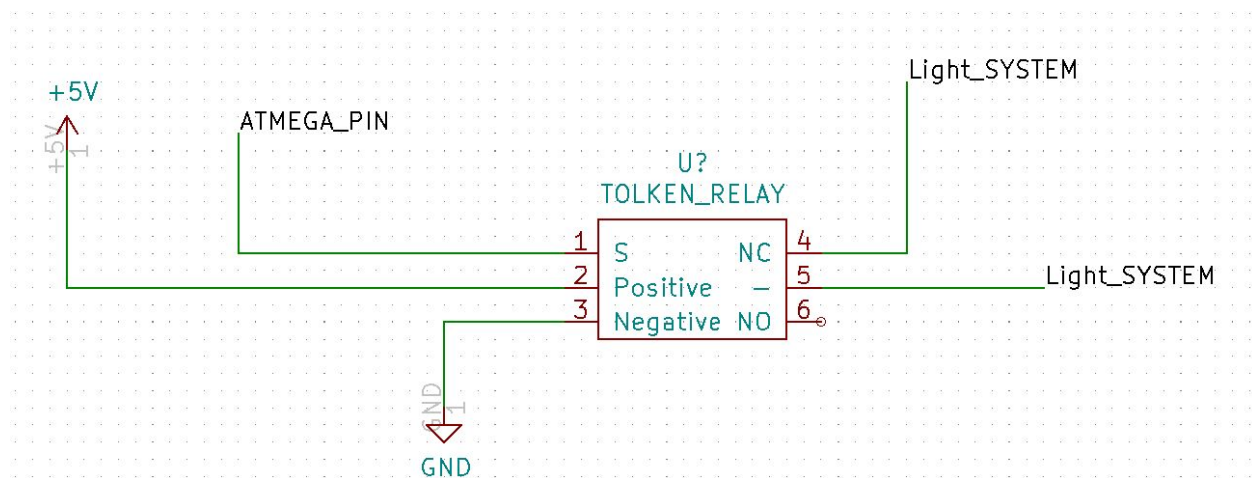 Light_SYSTEM
+5V
ATMEGA_PIN
+5V
1
U?
TOLKEN_RELAY
1 S NC 4
2 Positive – 5 Light_SYSTEM
3 Negative NO 6
GND
1
GND